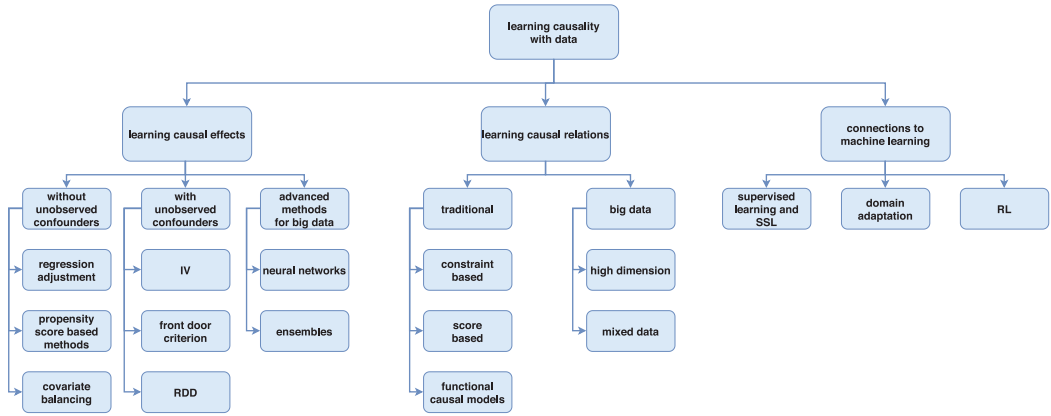 learning causality
with data
learning causal effects
learning causal relations
connections to
machine learning
without
unobserved
confounders
with
unobserved
confounders
advanced
methods
for big data
traditional
big data
supervised
learning and
SSL
domain
adaptation
RL
regression
adjustment
IV
neural networks
constraint
based
high dimension
propensity
score based
methods
front door
criterion
ensembles
score
based
mixed data
covariate
balancing
RDD
functional
causal models